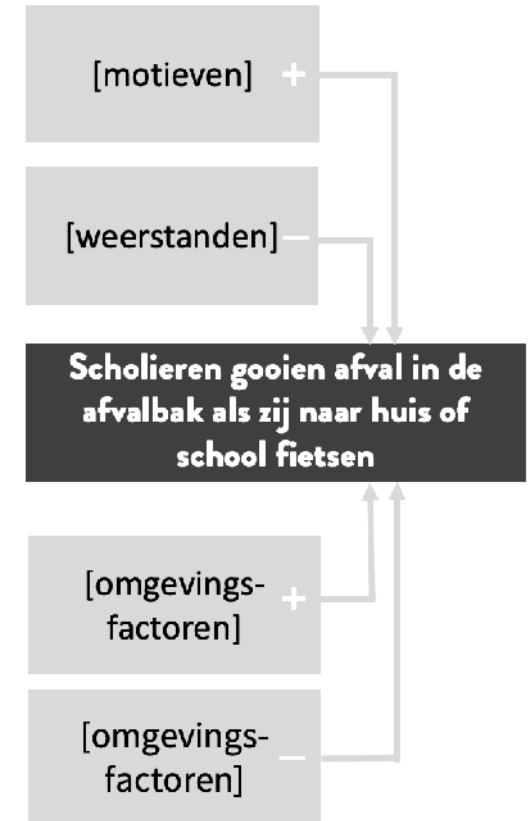 [motieven] +
[weerstanden] −
Scholieren gooien afval in de
afvalbak als zij naar huis of
school fietsen
[omgevings-
factoren] +
[omgevings-
factoren] −